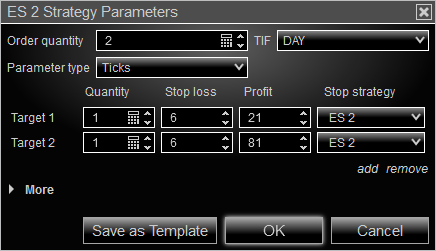 ES 2 Strategy Parameters
Order quantity 2 TIF DAY
Parameter type Ticks
Quantity Stop loss Profit Stop strategy
Target 1 1 6 21 ES 2
Target 2 1 6 81 ES 2
add remove
More
Save as Template OK Cancel